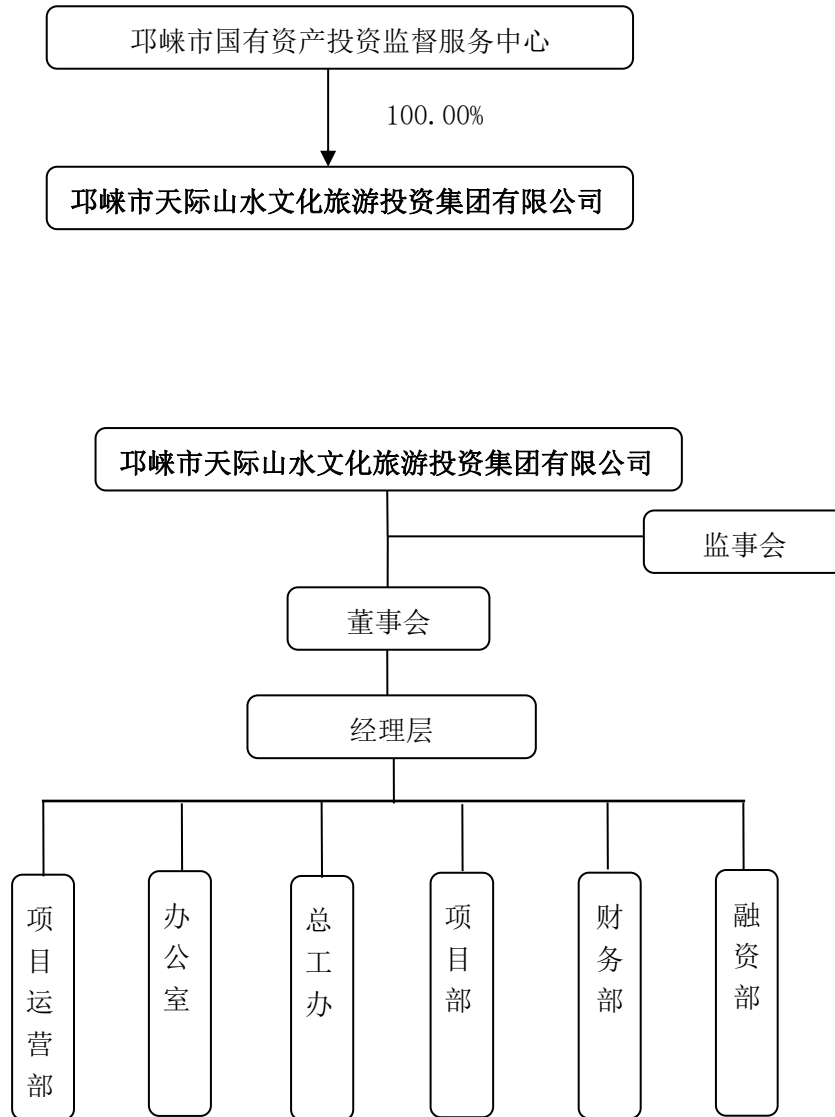 邛崃市国有资产投资监督服务中心
100.00%
邛崃市天际山水文化旅游投资集团有限公司
邛崃市天际山水文化旅游投资集团有限公司
监事会
董事会
经理层
项目运营部
办公室
总工办
项目部
财务部
融资部